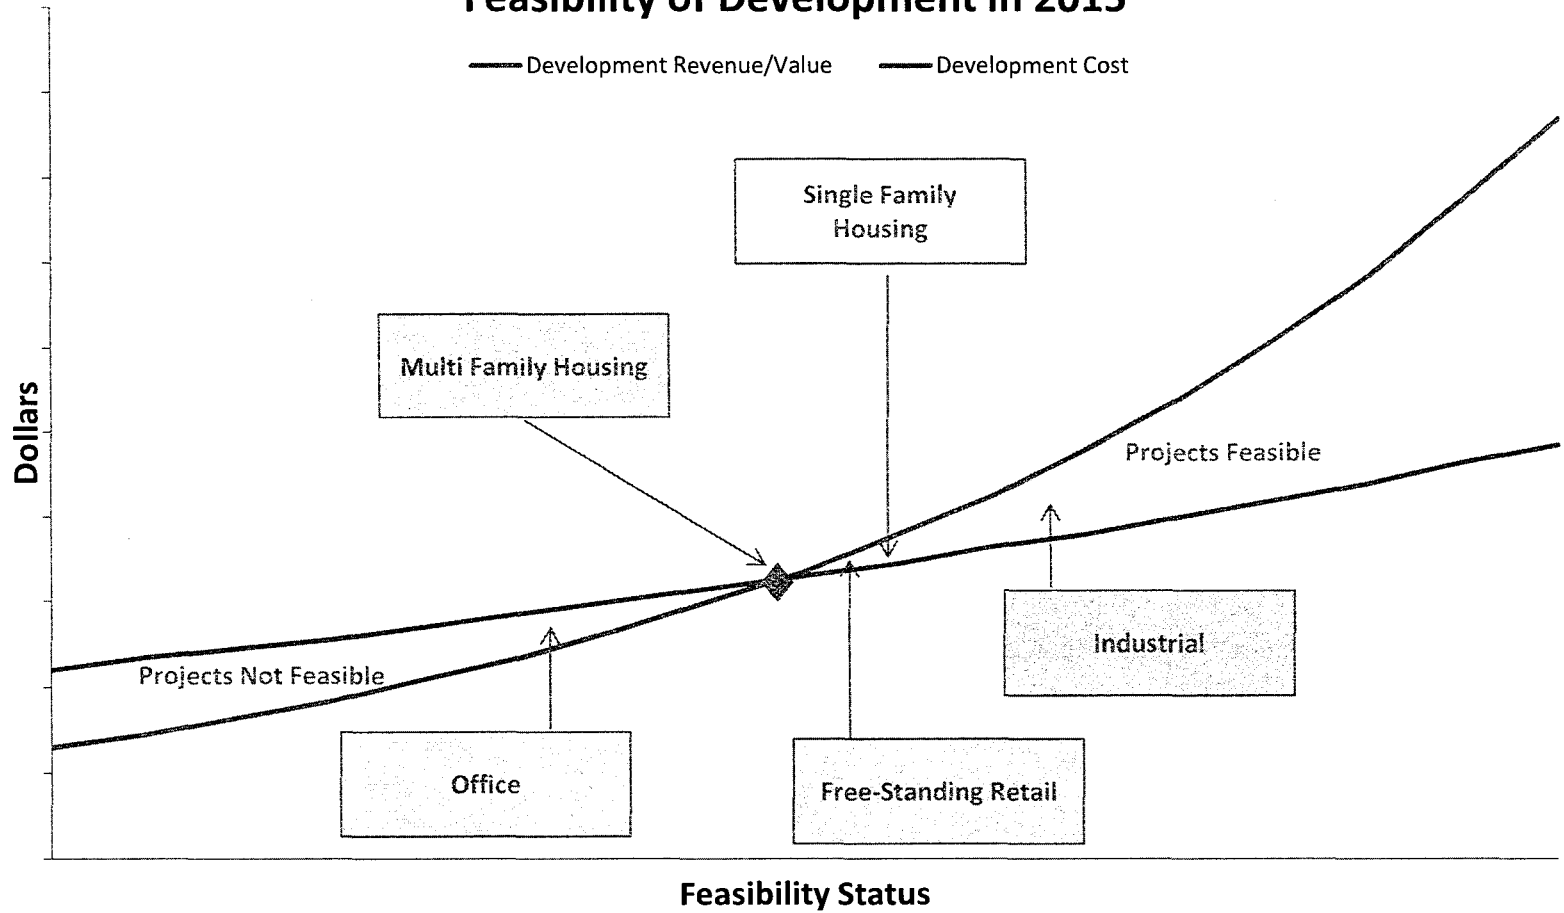 Feasibility of Development in 2015
Development Revenue/Value
Development Cost
Single Family
Housing
Multi Family Housing
Dollars
Projects Feasible
Projects Not Feasible
Industrial
Office
Free-Standing Retail
Feasibility Status